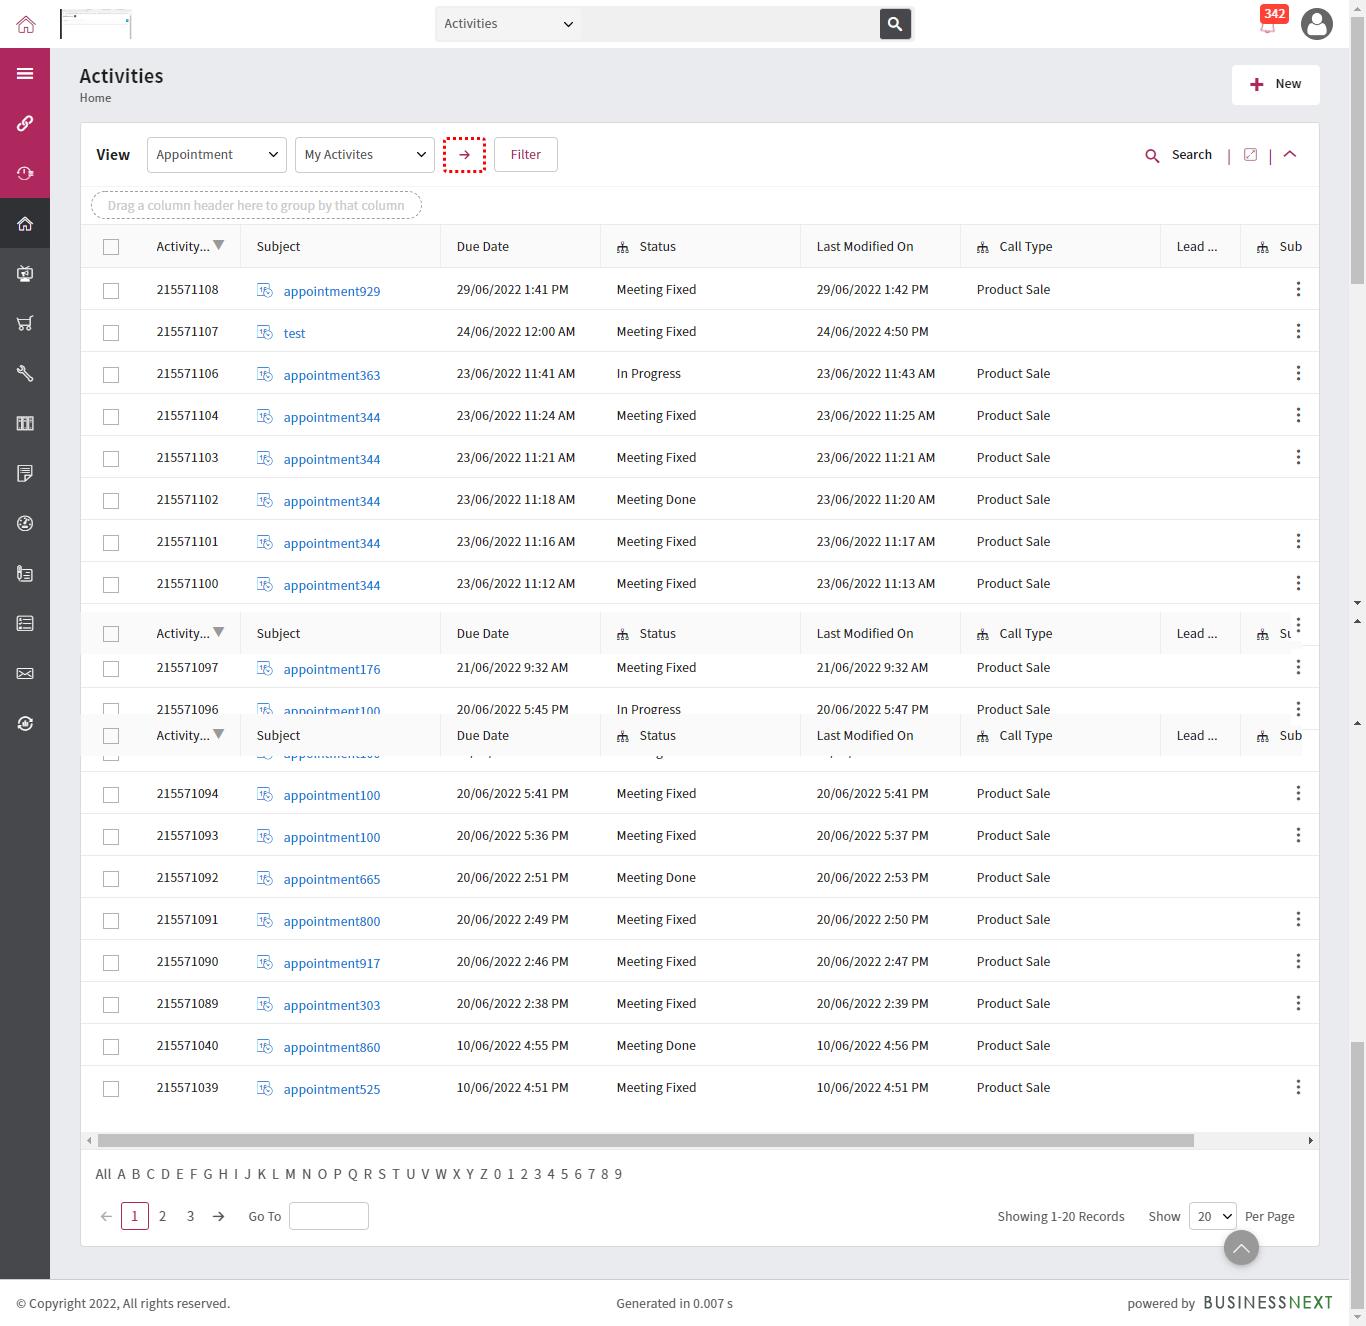 Activities
342
Activities
Home
New
View Appointment My Activites Filter Search
Drag a column header here to group by that column
Activity... Subject Due Date Status Last Modified On Call Type Lead ... Sub
215571108 appointment929 29/06/2022 1:41 PM Meeting Fixed 29/06/2022 1:42 PM Product Sale
215571107 test 24/06/2022 12:00 AM Meeting Fixed 24/06/2022 4:50 PM
215571106 appointment363 23/06/2022 11:41 AM In Progress 23/06/2022 11:43 AM Product Sale
215571104 appointment344 23/06/2022 11:24 AM Meeting Fixed 23/06/2022 11:25 AM Product Sale
215571103 appointment344 23/06/2022 11:21 AM Meeting Fixed 23/06/2022 11:21 AM Product Sale
215571102 appointment344 23/06/2022 11:18 AM Meeting Done 23/06/2022 11:20 AM Product Sale
215571101 appointment344 23/06/2022 11:16 AM Meeting Fixed 23/06/2022 11:17 AM Product Sale
215571100 appointment344 23/06/2022 11:12 AM Meeting Fixed 23/06/2022 11:13 AM Product Sale
Activity... Subject Due Date Status Last Modified On Call Type Lead ...
215571097 appointment176 21/06/2022 9:32 AM Meeting Fixed 21/06/2022 9:32 AM Product Sale
215571096 appointment100 20/06/2022 5:45 PM In Progress 20/06/2022 5:47 PM Product Sale
Activity... Subject Due Date Status Last Modified On Call Type Lead ... Sub
215571094 appointment100 20/06/2022 5:41 PM Meeting Fixed 20/06/2022 5:41 PM Product Sale
215571093 appointment100 20/06/2022 5:36 PM Meeting Fixed 20/06/2022 5:37 PM Product Sale
215571092 appointment665 20/06/2022 2:51 PM Meeting Done 20/06/2022 2:53 PM Product Sale
215571091 appointment800 20/06/2022 2:49 PM Meeting Fixed 20/06/2022 2:50 PM Product Sale
215571090 appointment917 20/06/2022 2:46 PM Meeting Fixed 20/06/2022 2:47 PM Product Sale
215571089 appointment303 20/06/2022 2:38 PM Meeting Fixed 20/06/2022 2:39 PM Product Sale
215571040 appointment860 10/06/2022 4:55 PM Meeting Done 10/06/2022 4:56 PM Product Sale
215571039 appointment525 10/06/2022 4:51 PM Meeting Fixed 10/06/2022 4:51 PM Product Sale
All A B C D E F G H I J K L M N O P Q R S T U V W X Y Z 0 1 2 3 4 5 6 7 8 9
1 2 3 Go To Showing 1-20 Records Show 20 Per Page
© Copyright 2022, All rights reserved. Generated in 0.007 s powered by BUSINESSNEXT